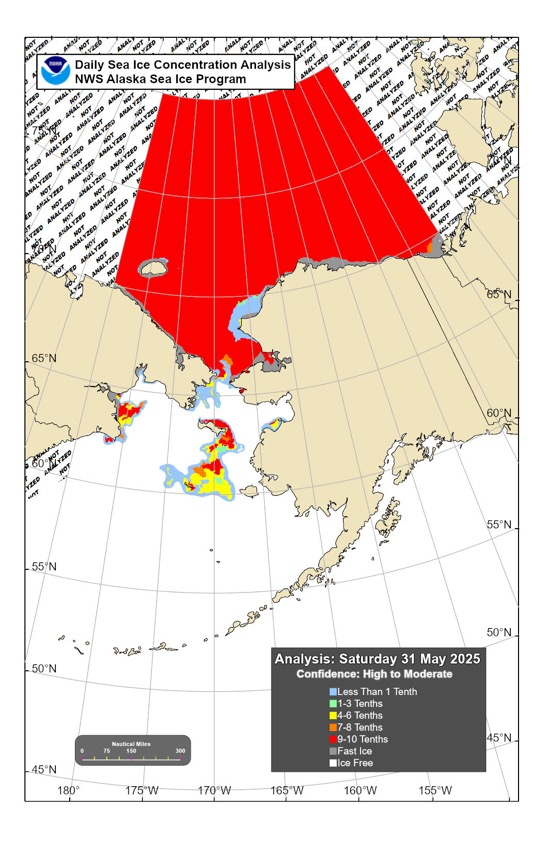 NOAA
Daily Sea Ice Concentration Analysis
NWS Alaska Sea Ice Program
NOT ANALYZED
65°N
65°N
60°N
60°N
55°N
55°N
50°N
50°N
45°N
45°N
Analysis: Saturday 31 May 2025
Confidence: High to Moderate
Less Than 1 Tenth
1-3 Tenths
4-6 Tenths
7-8 Tenths
9-10 Tenths
Fast Ice
Ice Free
Nautical Miles
0 75 150 300
180° 175°W 170°W 165°W 160°W 155°W